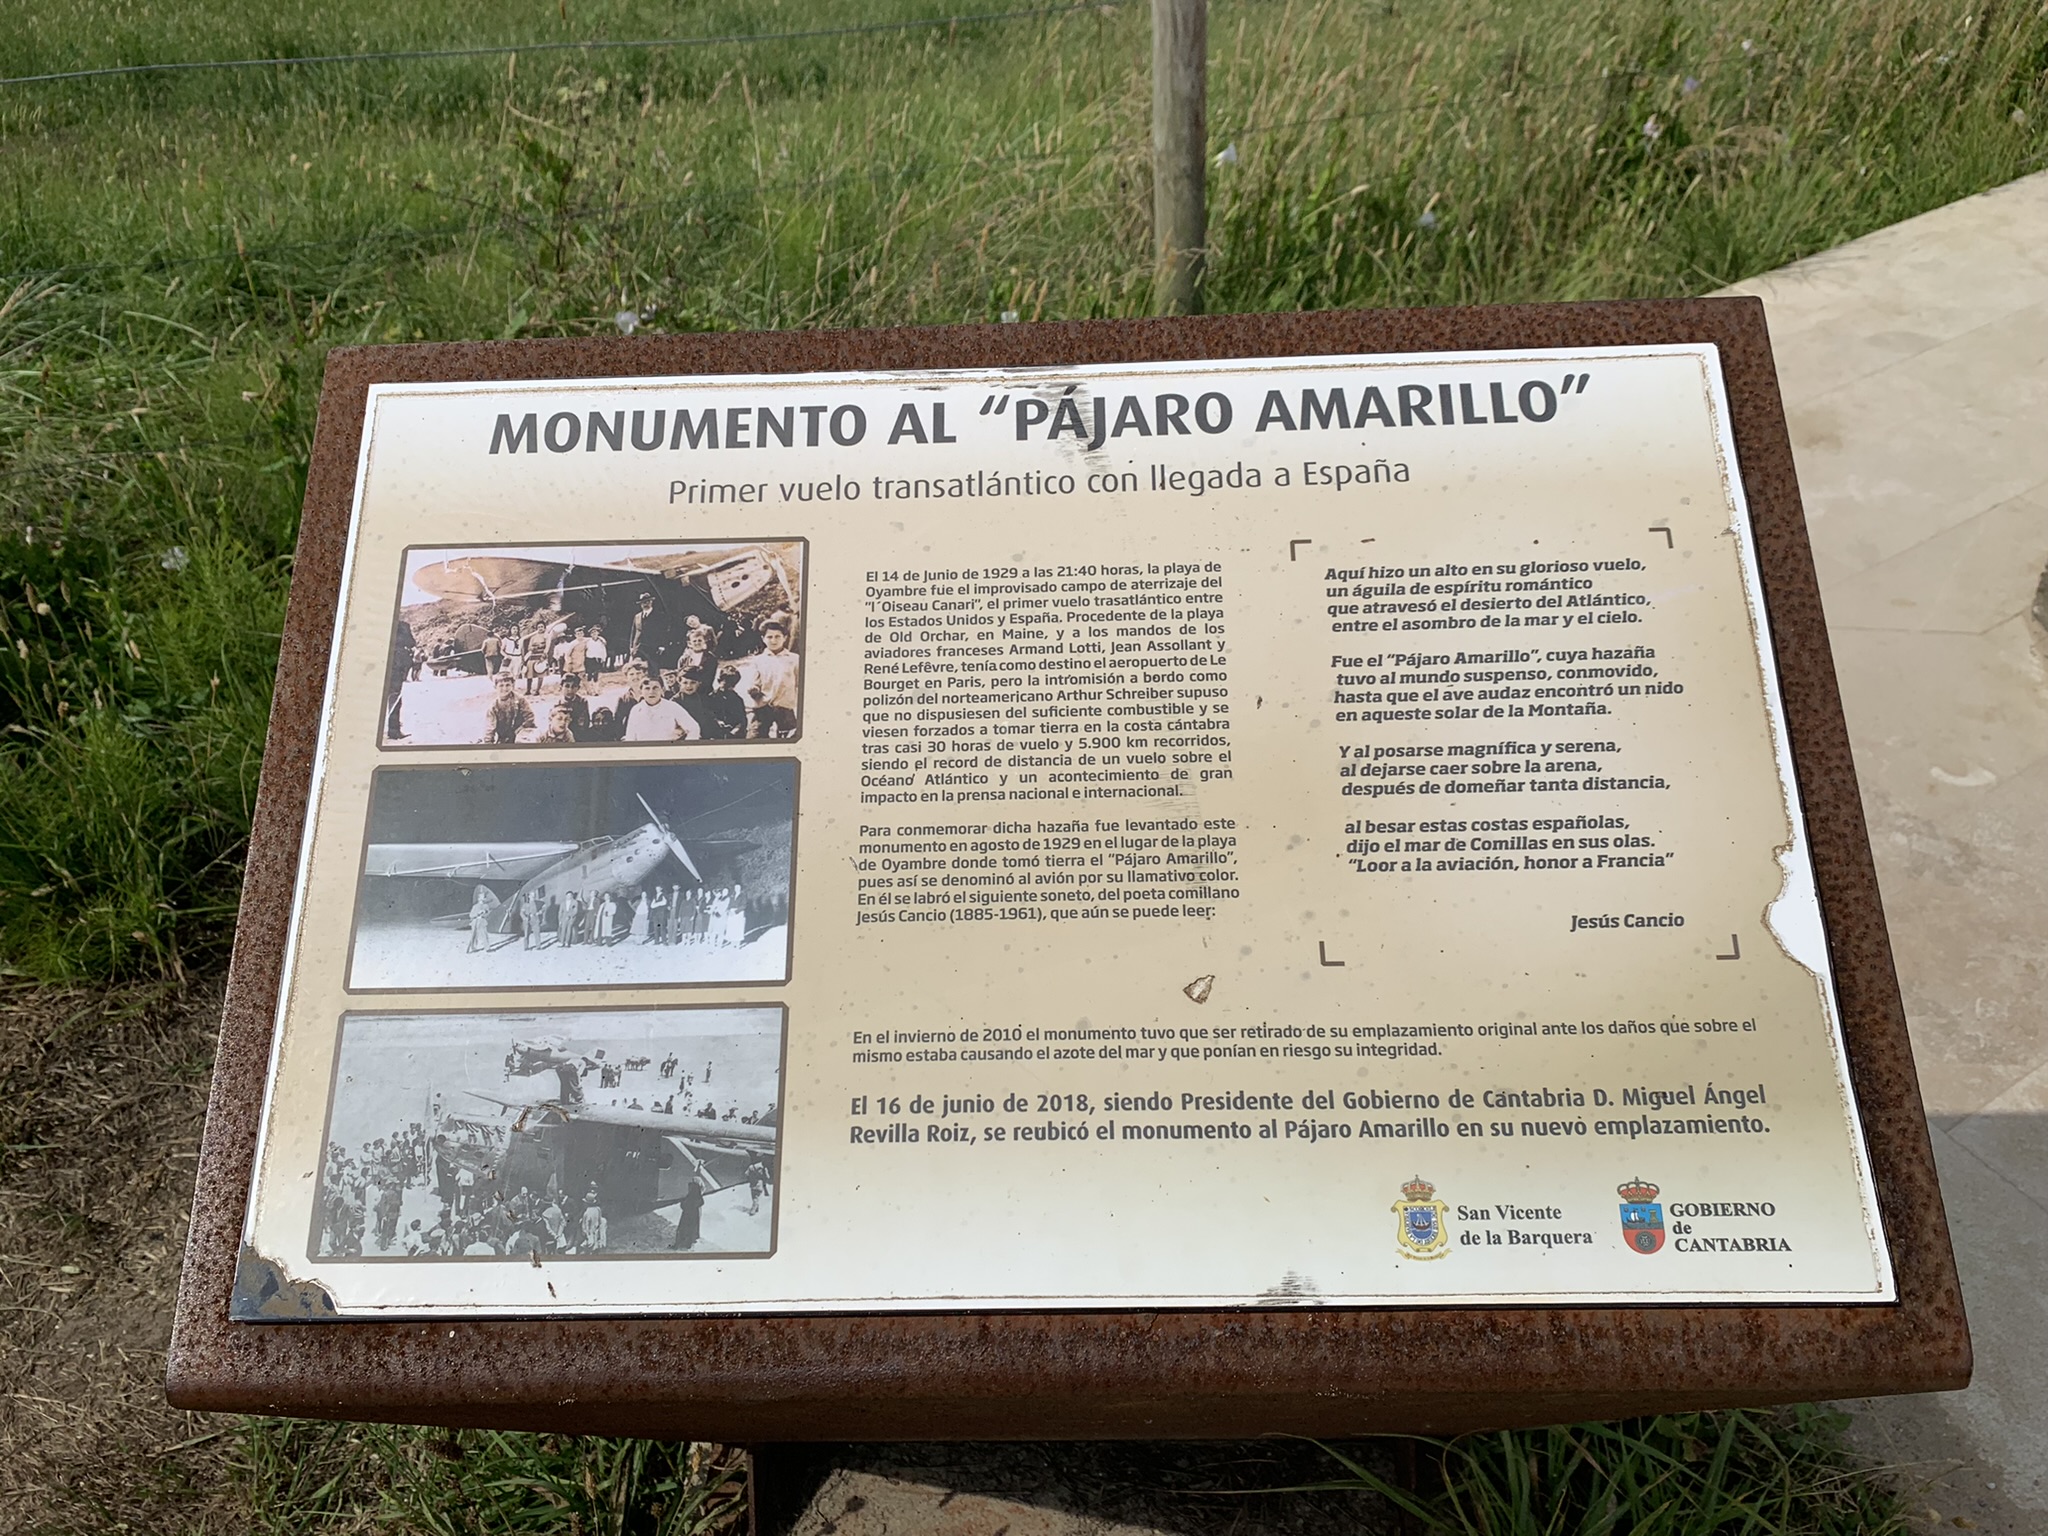 MONUMENTO AL “PÁJARO AMARILLO”
Primer vuelo transatlántico con llegada a España
El 14 de Junio de 1929 a las 21:40 horas, la playa de
Oyambre fue el improvisado campo de aterrizaje del
"l´Oiseau Canari", el primer vuelo trasatlántico entre
los Estados Unidos y España. Procedente de la playa
de Old Orchar, en Maine, y a los mandos de los
aviadores franceses Armand Lotti, Jean Assollant y
René Lefêvre, tenía como destino el aeropuerto de Le
Bourget en Paris, pero la intromisión a bordo como
polizón del norteamericano Arthur Schreiber supuso
que no dispusiesen del suficiente combustible y se
viesen forzados a tomar tierra en la costa cántabra
tras casi 30 horas de vuelo y 5.900 km recorridos,
siendo el record de distancia de un vuelo sobre el
Océano Atlántico y un acontecimiento de gran
impacto en la prensa nacional e internacional.
Para conmemorar dicha hazaña fue levantado este
monumento en agosto de 1929 en el lugar de la playa
de Oyambre donde tomó tierra el "Pájaro Amarillo",
pues así se denominó al avión por su llamativo color.
En él se labró el siguiente soneto, del poeta comillano
Jesús Cancio (1885-1961), que aún se puede leer:
Aquí hizo un alto en su glorioso vuelo,
un águila de espíritu romántico
que atravesó el desierto del Atlántico,
entre el asombro de la mar y el cielo.
Fue el "Pájaro Amarillo", cuya hazaña
tuvo al mundo suspenso, conmovido,
hasta que el ave audaz encontró un nido
en aqueste solar de la Montaña.
Y al posarse magnífica y serena,
al dejarse caer sobre la arena,
después de domeñar tanta distancia,
al besar estas costas españolas,
dijo el mar de Comillas en sus olas.
"Loor a la aviación, honor a Francia"
Jesús Cancio
En el invierno de 2010 el monumento tuvo que ser retirado de su emplazamiento original ante los daños que sobre el
mismo estaba causando el azote del mar y que ponían en riesgo su integridad.
El 16 de junio de 2018, siendo Presidente del Gobierno de Cantabria D. Miguel Ángel
Revilla Roiz, se reubicó el monumento al Pájaro Amarillo en su nuevo emplazamiento.
San Vicente
de la Barquera
GOBIERNO
de
CANTABRIA